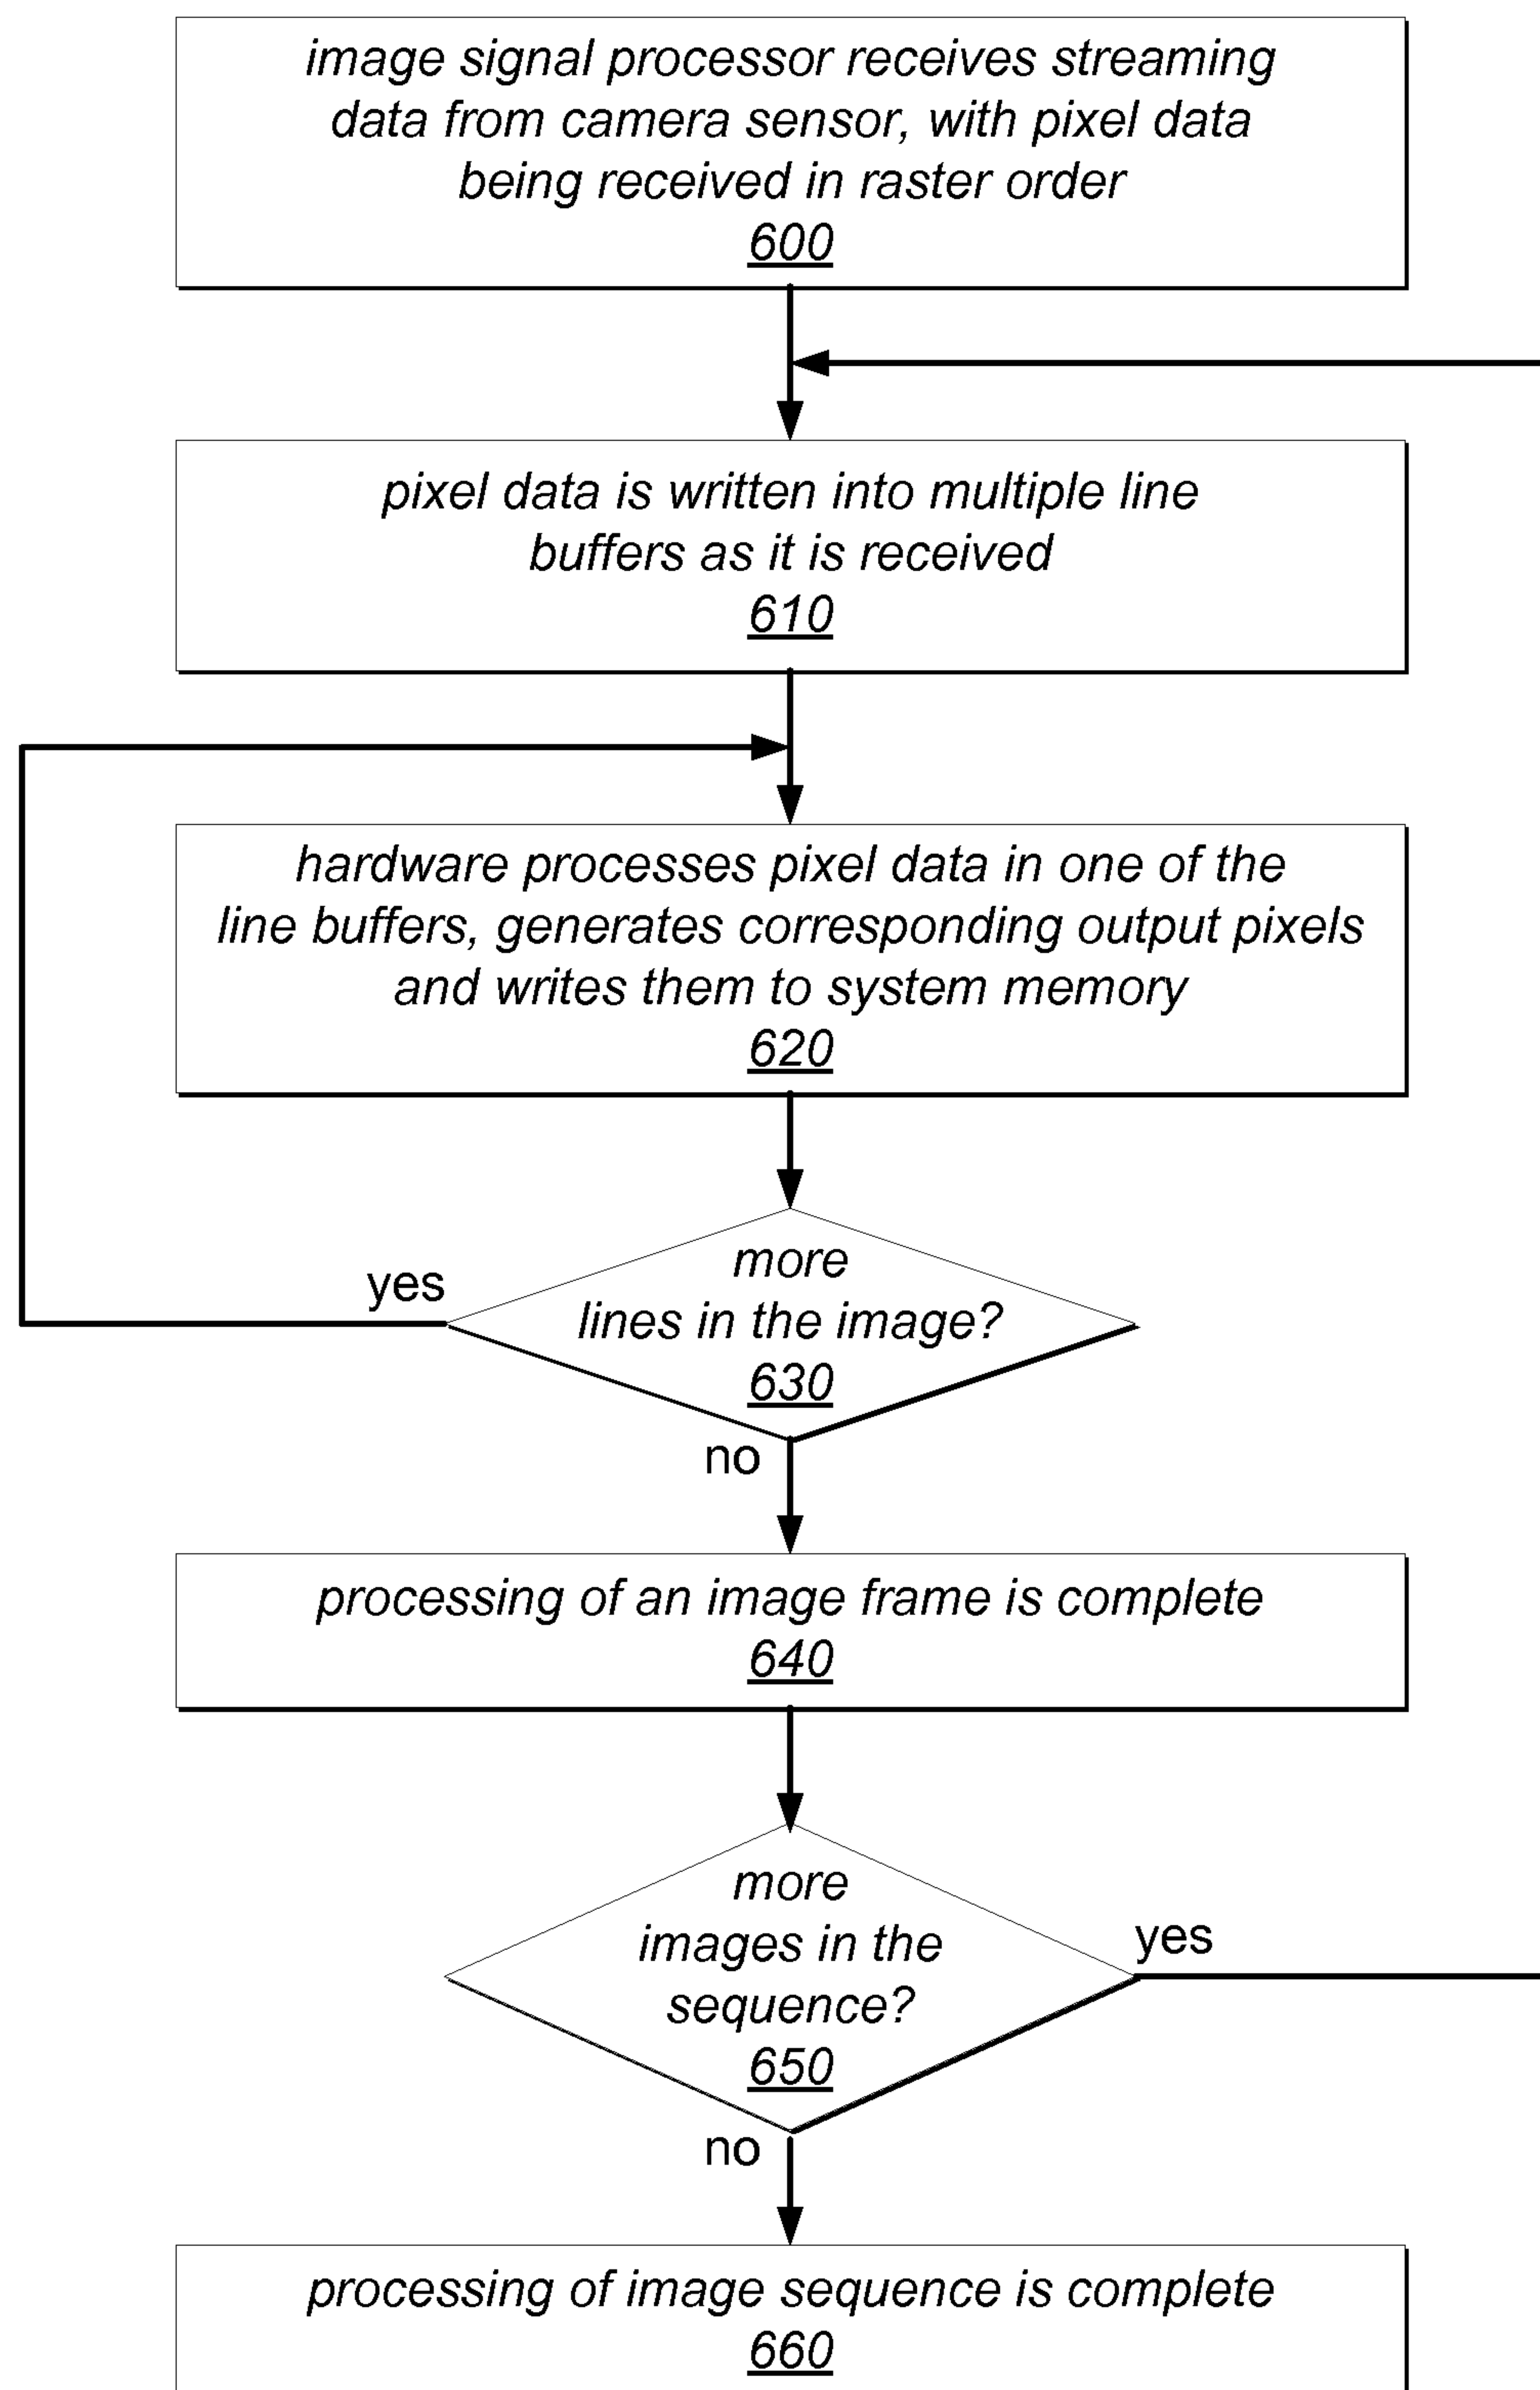 image signal processor receives streaming
data from camera sensor, with pixel data
being received in raster order
600
pixel data is written into multiple line
buffers as it is received
610
hardware processes pixel data in one of the
line buffers, generates corresponding output pixels
and writes them to system memory
620
more
lines in the image?
630
yes
no
processing of an image frame is complete
640
more
images in the
sequence?
650
yes
no
processing of image sequence is complete
660